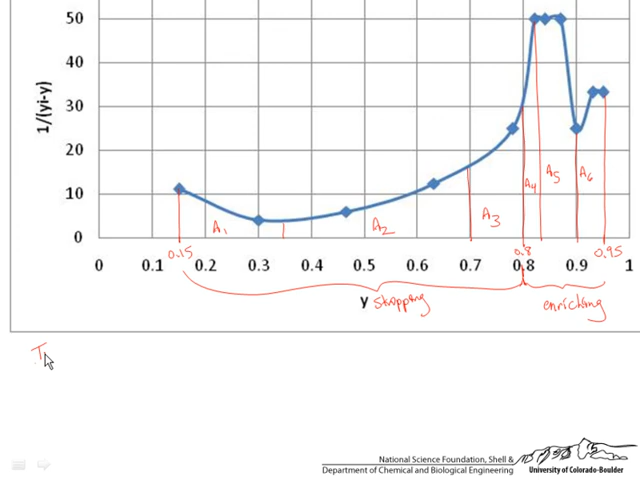 50
40
30
20
10
0
1/(yi-y)
A1
A2
A3
A4
A5
A6
0.15
0.8
0.95
0 0.1 0.2 0.3 0.4 0.5 0.6 0.7 0.8 0.9 1
y
stripping
enriching
T
National Science Foundation, Shell &
Department of Chemical and Biological Engineering
University of Colorado-Boulder